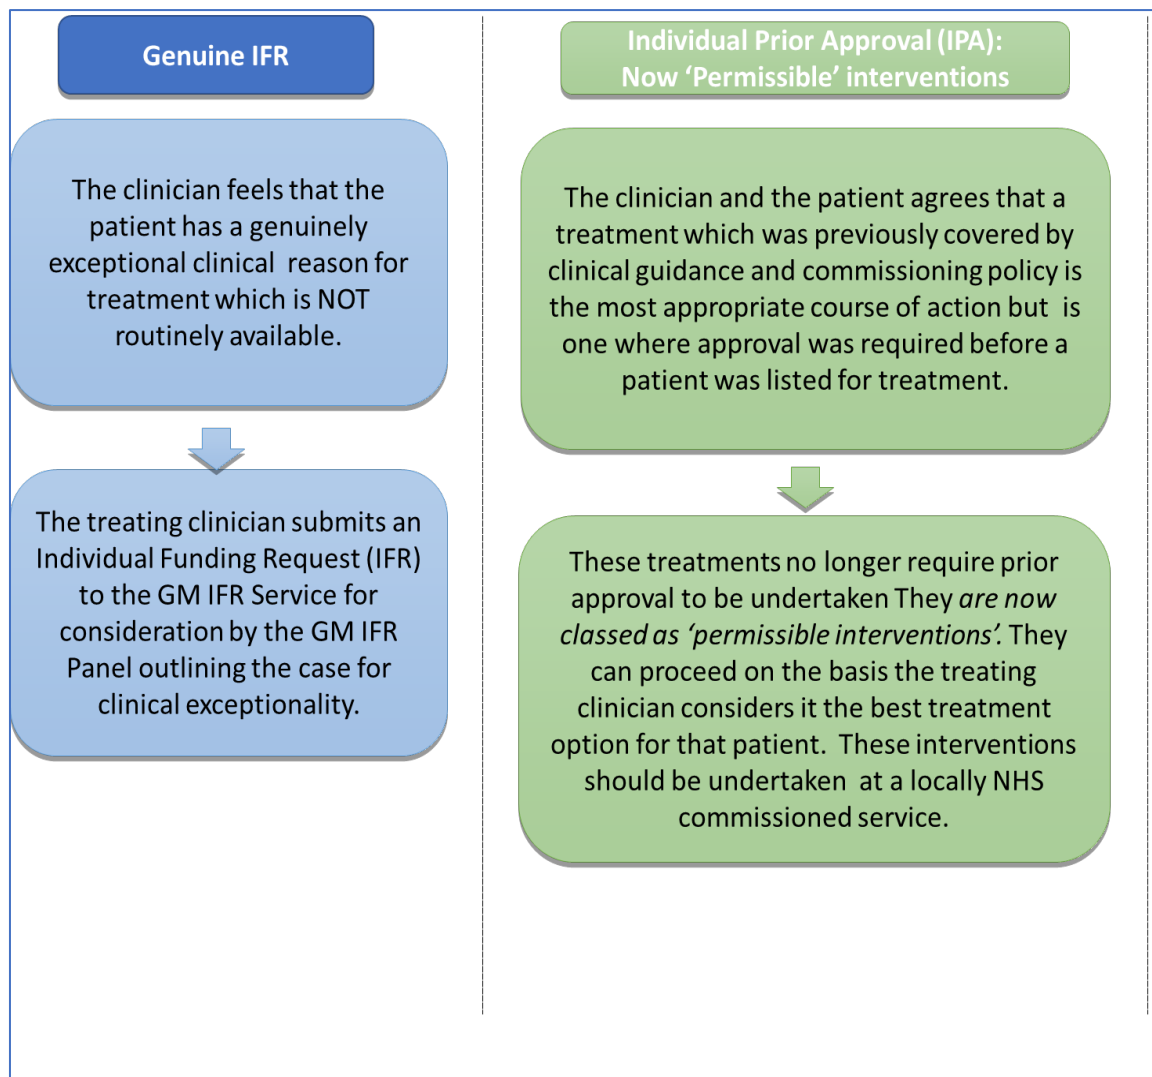 Genuine IFR
The clinician feels that the
patient has a genuinely
exceptional clinical  reason for
treatment which is NOT
routinely available.
The treating clinician submits an
Individual Funding Request (IFR)
to the GM IFR Service for
consideration by the GM IFR
Panel outlining the case for
clinical exceptionality.
Individual Prior Approval (IPA):
Now ‘Permissible’ interventions
The clinician and the patient agrees that a
treatment which was previously covered by
clinical guidance and commissioning policy is
the most appropriate course of action but  is
one where approval was required before a
patient was listed for treatment.
These treatments no longer require prior
approval to be undertaken They are now
classed as ‘permissible interventions’. They
can proceed on the basis the treating
clinician considers it the best treatment
option for that patient.  These interventions
should be undertaken  at a locally NHS
commissioned service.